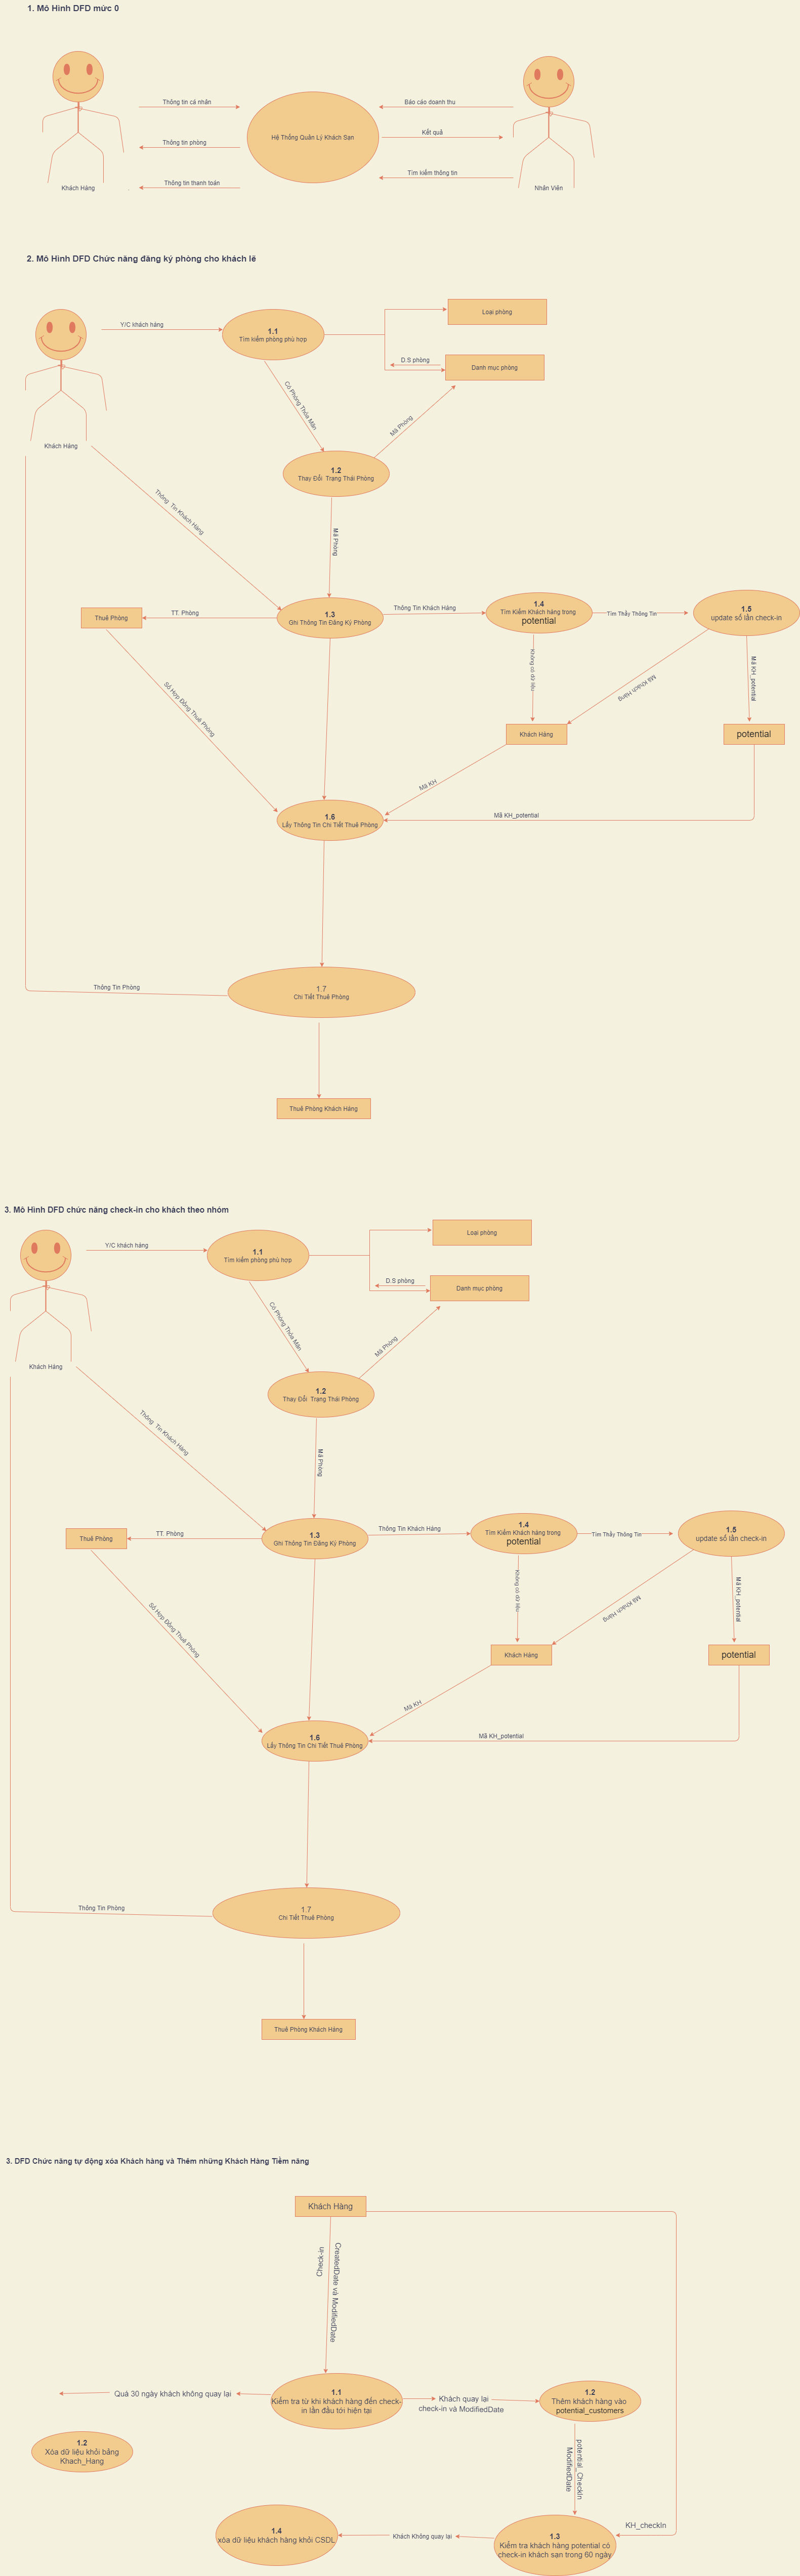 1. Mô Hình DFD mức 0
Thông tin cá nhân
Báo cáo doanh thu
Hệ Thống Quản Lý Khách Sạn
Kết quả
Thông tin phòng
Tìm kiếm thông tin
Thông tin thanh toán
Khách Hàng
Nhân Viên
2. Mô Hình DFD Chức năng đăng ký phòng cho khách lẽ
Y/C khách hàng
1.1
Tìm kiếm phòng phù hợp
Loại phòng
D.S phòng
Danh mục phòng
Có Phòng Thỏa Mãn
Mã Phòng
Khách Hàng
1.2
Thay Đổi Trạng Thái Phòng
Thông Tin Khách Hàng
Mã Phòng
Thuê Phòng
TT. Phòng
1.3
Ghi Thông Tin Đăng Ký Phòng
Thông Tin Khách Hàng
1.4
Tìm Kiếm Khách hàng trong
potential
Tìm Thấy Thông Tin
1.5
update số lần check-in
Không có dữ liệu
Mã Khách Hàng
Mã KH_potential
Số Hợp Đồng Thuê Phòng
Khách Hàng
potential
Mã KH
Mã KH_potential
1.6
Lấy Thông Tin Chi Tiết Thuê Phòng
Thông Tin Phòng
1.7
Chi Tiết Thuê Phòng
Thuê Phòng Khách Hàng
3. Mô Hình DFD chức năng check-in cho khách theo nhóm
Y/C khách hàng
1.1
Tìm kiếm phòng phù hợp
Loại phòng
D.S phòng
Danh mục phòng
Có Phòng Thỏa Mãn
Mã Phòng
Khách Hàng
1.2
Thay Đổi Trạng Thái Phòng
Thông Tin Khách Hàng
Mã Phòng
Thuê Phòng
TT. Phòng
1.3
Ghi Thông Tin Đăng Ký Phòng
Thông Tin Khách Hàng
1.4
Tìm Kiếm Khách hàng trong
potential
Tìm Thấy Thông Tin
1.5
update số lần check-in
Không có dữ liệu
Mã Khách Hàng
Mã KH_potential
Số Hợp Đồng Thuê Phòng
Khách Hàng
potential
Mã KH
Mã KH_potential
1.6
Lấy Thông Tin Chi Tiết Thuê Phòng
Thông Tin Phòng
1.7
Chi Tiết Thuê Phòng
Thuê Phòng Khách Hàng
3. DFD Chức năng tự động xóa Khách hàng và Thêm những Khách Hàng Tiềm năng
Khách Hàng
Check-in
CreatedDate và ModifiedDate
Quá 30 ngày khách không quay lại
1.1
Kiểm tra từ khi khách hàng đến check-
in lần đầu tới hiện tại
Khách quay lại
check-in và ModifiedDate
1.2
Thêm khách hàng vào
potential_customers
1.2
Xóa dữ liệu khỏi bảng
Khach_Hang
potential_CheckIn
ModifiedDate
KH_checkIn
1.4
xóa dữ liệu khách hàng khỏi CSDL
Khách Không quay lại
1.3
Kiểm tra khách hàng potential có
check-in khách sạn trong 60 ngày